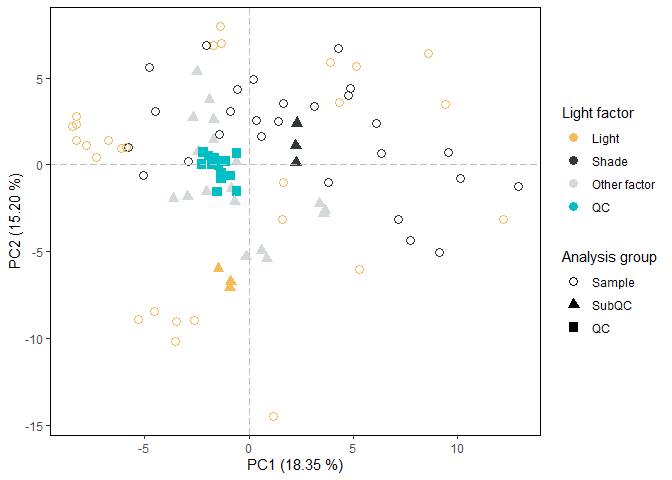 5
0
-5
-10
-15
-5
0
5
10
PC1 (18.35 %)
PC2 (15.20 %)
Light factor
Light
Shade
Other factor
QC
Analysis group
Sample
SubQC
QC